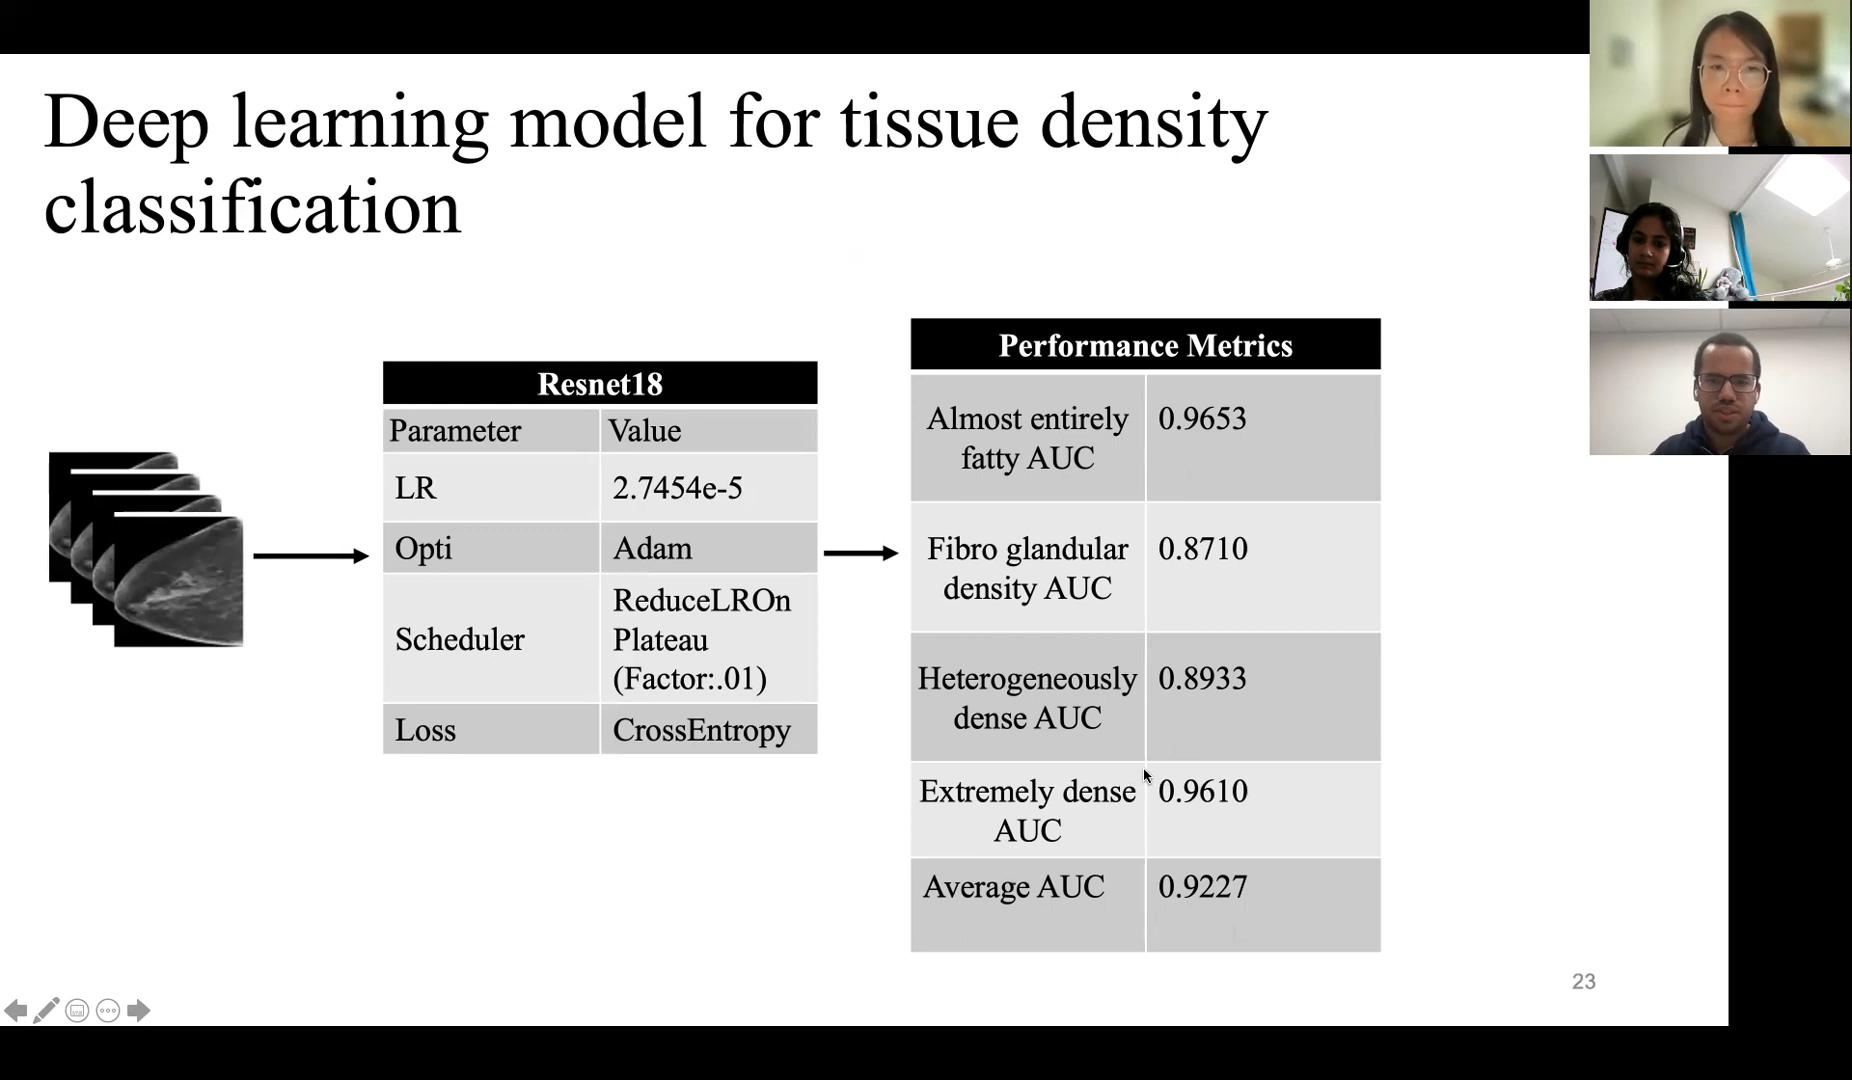 Deep learning model for tissue density
classification
Resnet18
Parameter Value
LR 2.7454e-5
Opti Adam
Scheduler
ReduceLROn
Plateau
(Factor:.01)
Loss CrossEntropy
Performance Metrics
Almost entirely
fatty AUC
0.9653
Fibro glandular
density AUC
0.8710
Heterogeneously
dense AUC
0.8933
Extremely dense
AUC
0.9610
Average AUC 0.9227
23